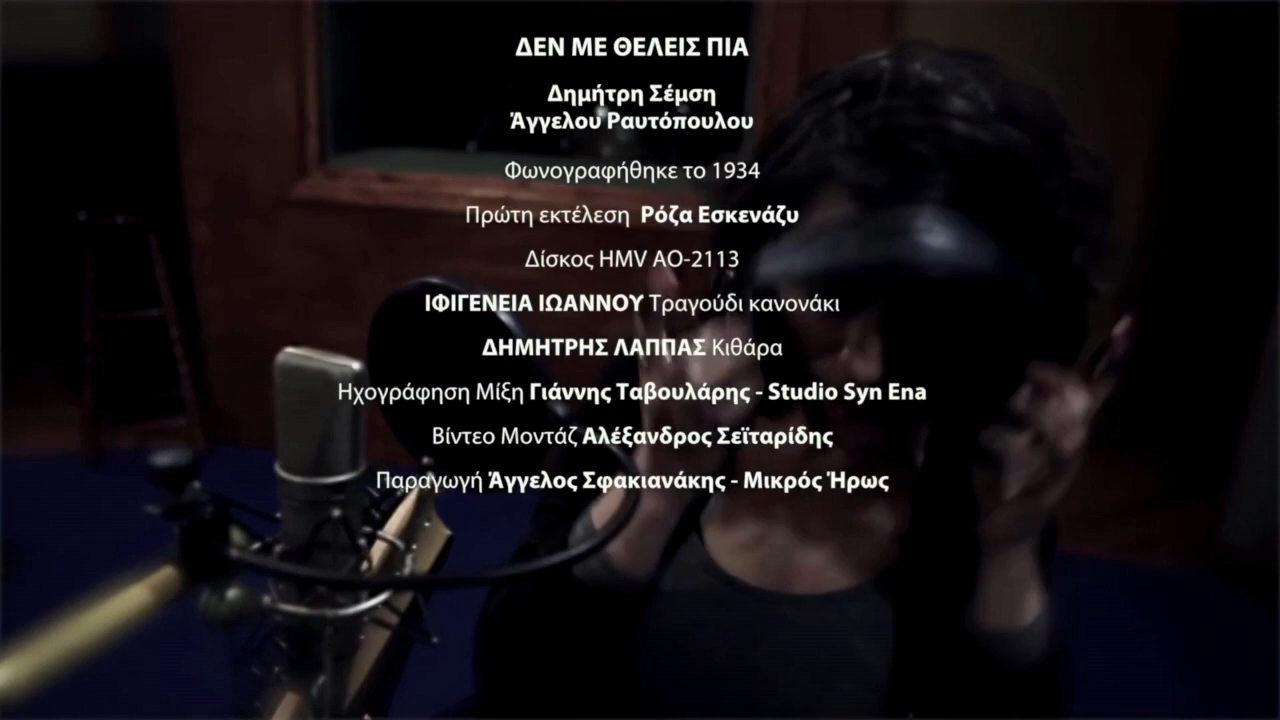 ΔΕΝ ΜΕ ΘΕΛΕΙΣ ΠΙΑ
Δημήτρη Σέμση
Άγγελου Ραυτόπουλου
Φωνογραφήθηκε το 1934
Πρώτη εκτέλεση Ρόζα Εσκενάζυ
Δίσκος HMV AO-2113
ΙΦΙΓΕΝΕΙΑ ΙΩΑΝΝΟΥ Τραγούδι κανονάκι
ΔΗΜΗΤΡΗΣ ΛΑΠΠΑΣ Κιθάρα
Ηχογράφηση Μίξη Γιάννης Ταβουλάρης - Studio Syn Ena
Βίντεο Μοντάζ Αλέξανδρος Σεϊταρίδης
Παραγωγή Άγγελος Σφακιανάκης - Μικρός Ήρως